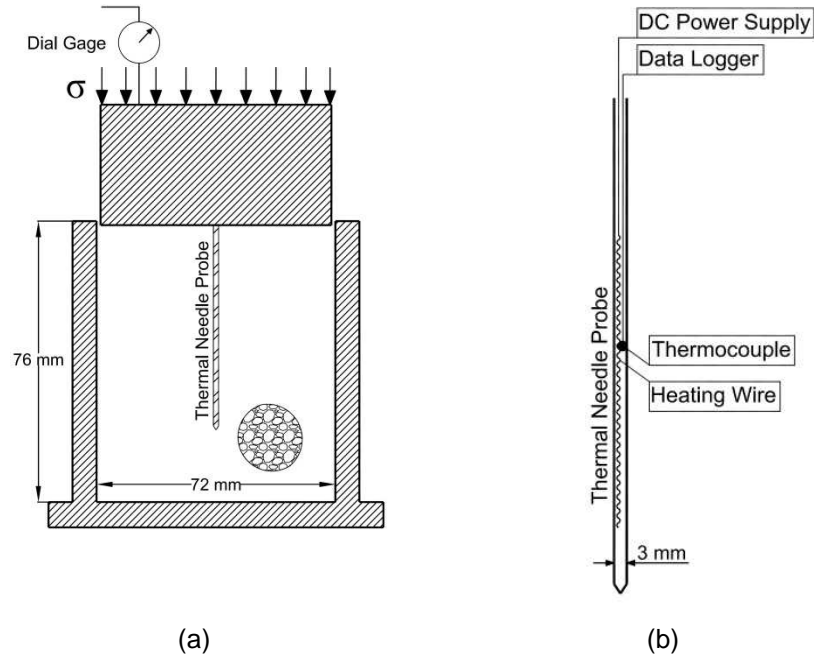 Dial Gage
σ
Thermal Needle Probe
76 mm
72 mm
(a)
DC Power Supply
Data Logger
Thermal Needle Probe
Thermocouple
Heating Wire
3 mm
(b)